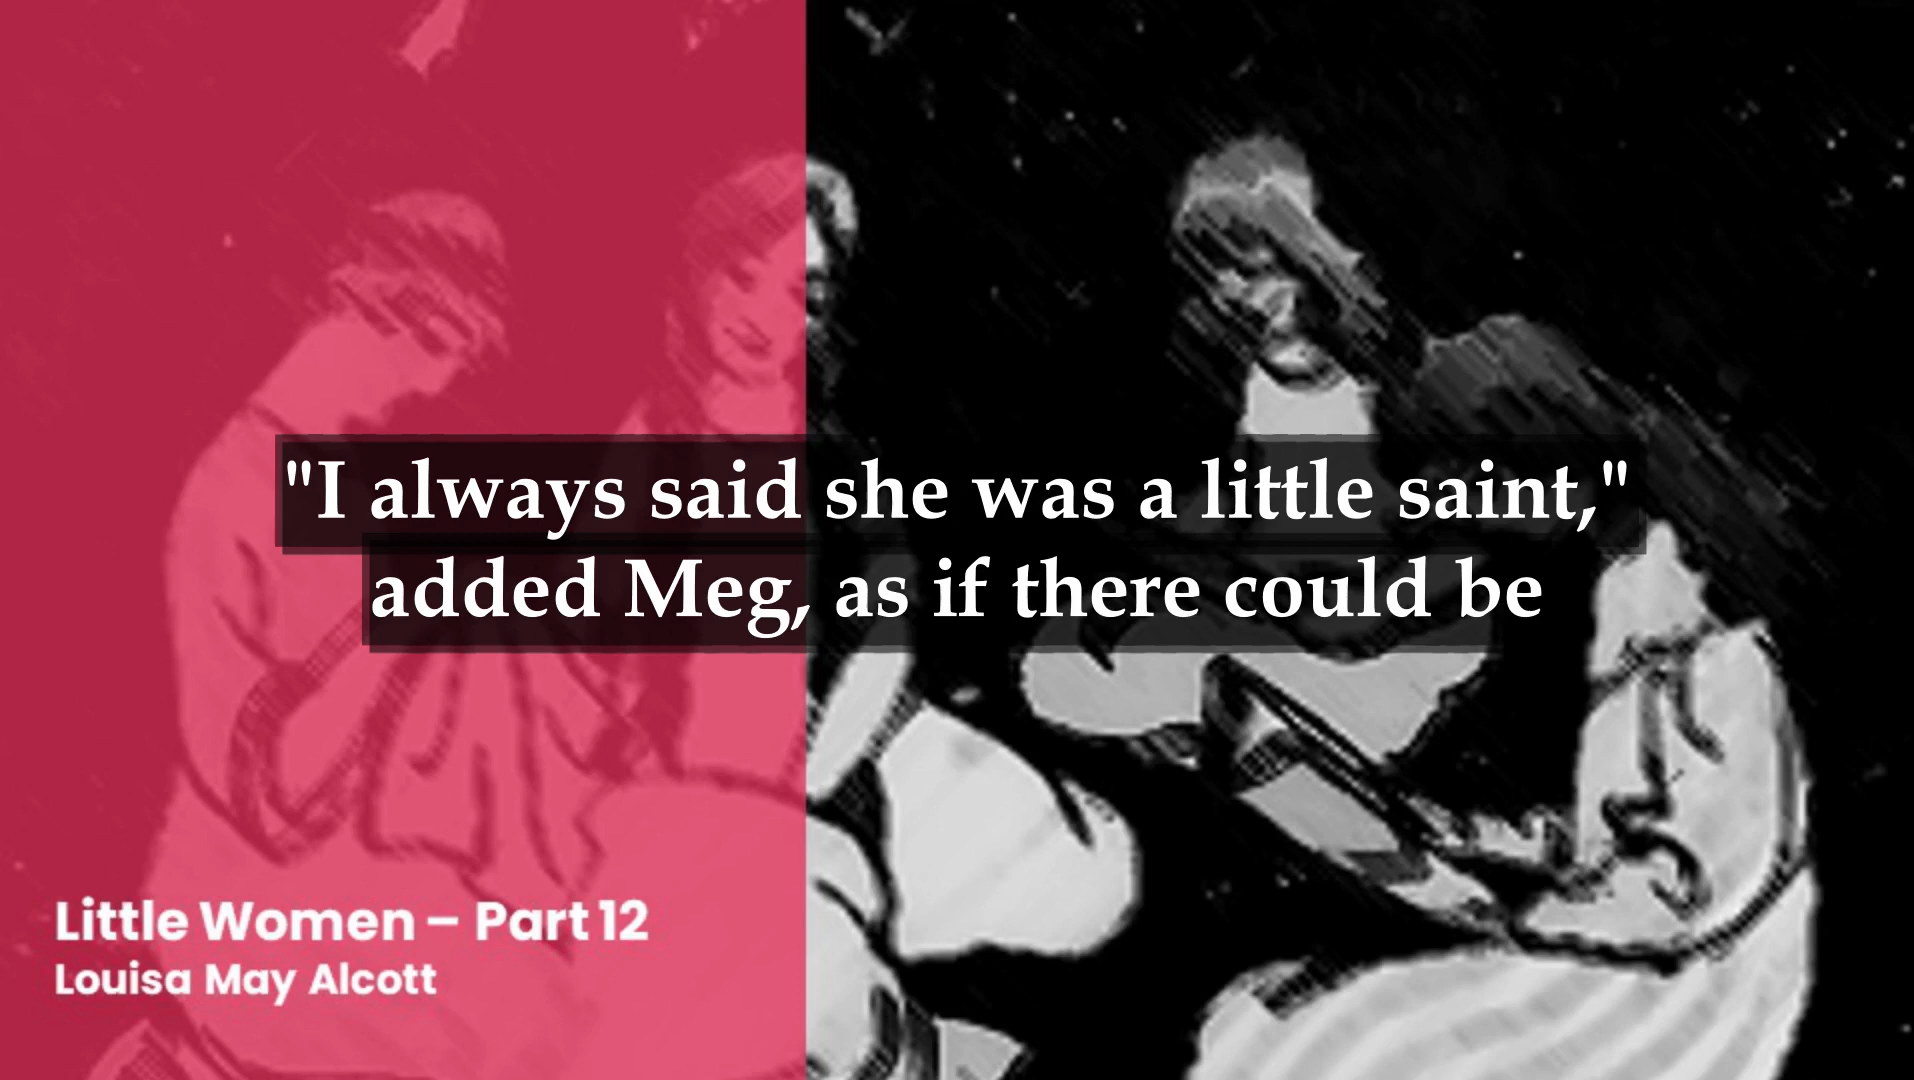 "I always said she was a little saint,"
added Meg, as if there could be
Little Women – Part 12
Louisa May Alcott